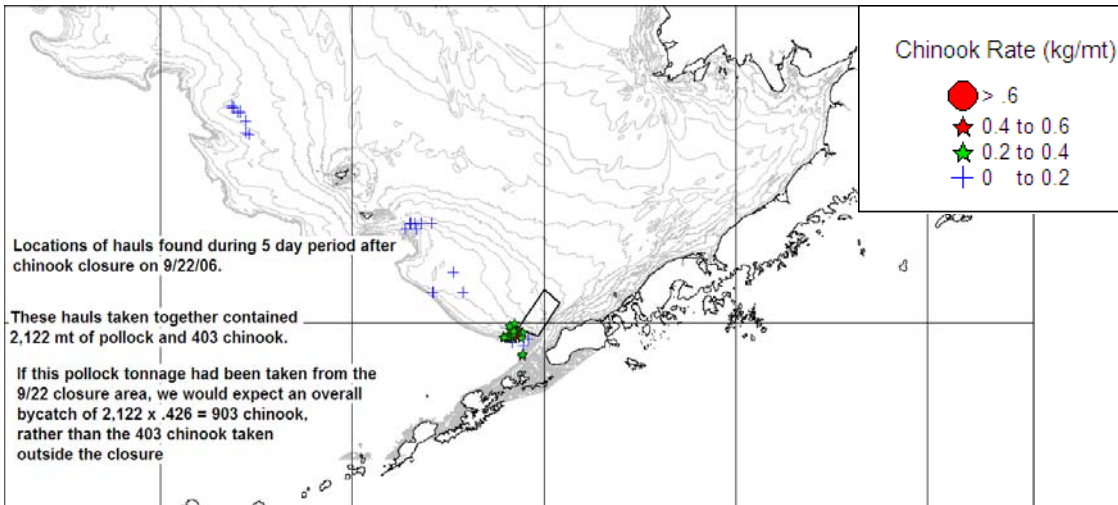 Chinook Rate (kg/mt)
> .6
0.4 to 0.6
0.2 to 0.4
0 to 0.2
Locations of hauls found during 5 day period after
chinook closure on 9/22/06.
These hauls taken together contained
2,122 mt of pollock and 403 chinook.
If this pollock tonnage had been taken from the
9/22 closure area, we would expect an overall
bycatch of 2,122 x .426 = 903 chinook,
rather than the 403 chinook taken
outside the closure